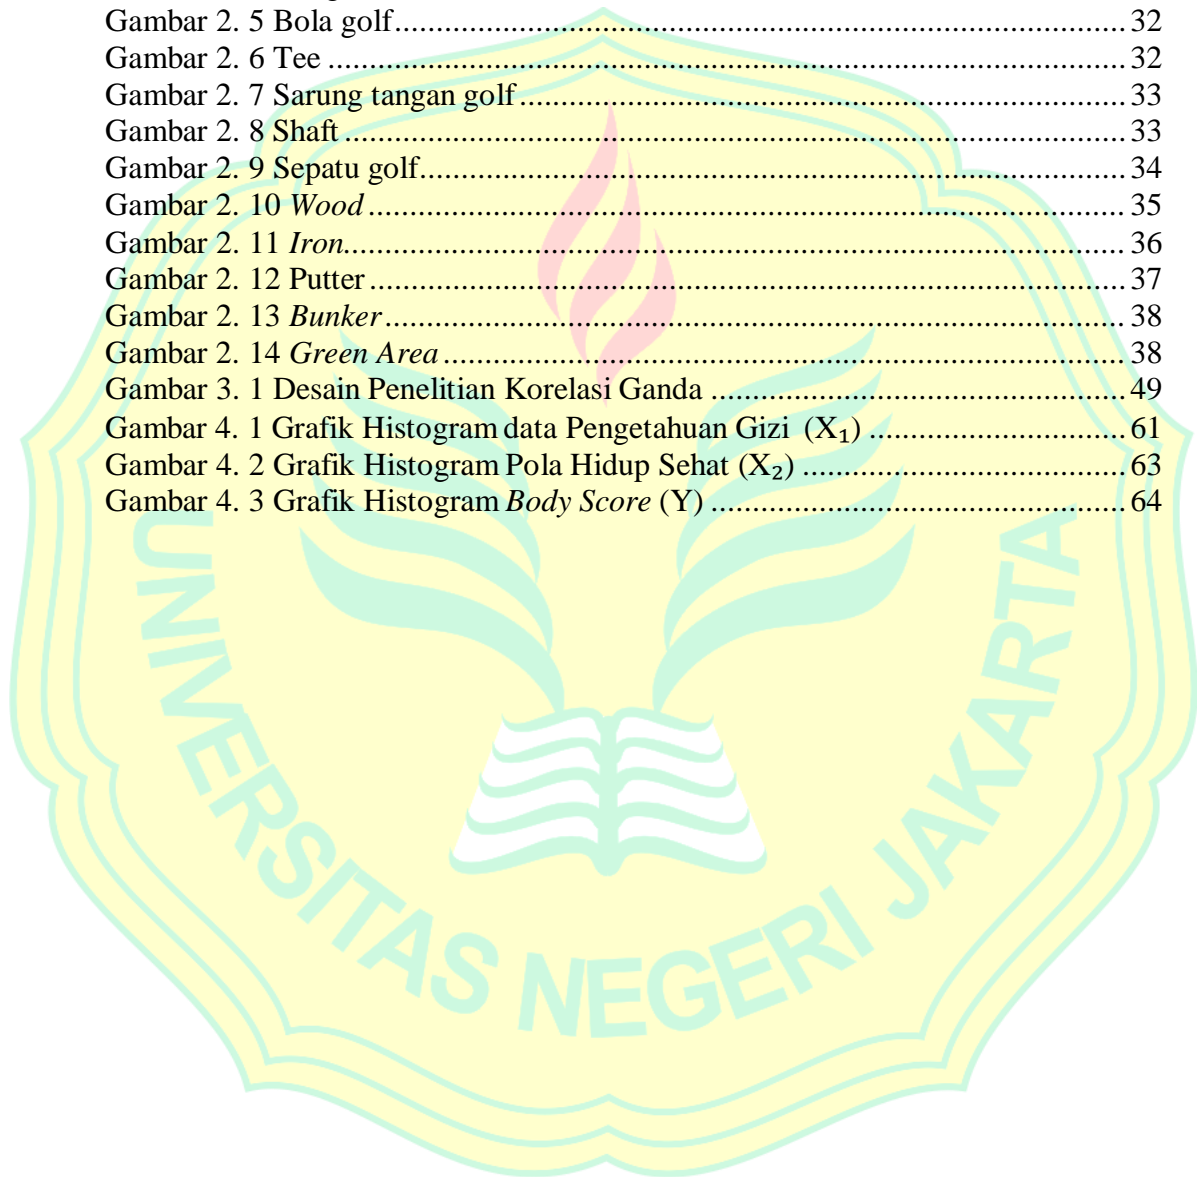 Gambar 2. 5 Bola golf........................................................................................ 32
Gambar 2. 6 Tee ................................................................................................ 32
Gambar 2. 7 Sarung tangan golf......................................................................... 33
Gambar 2. 8 Shaft.............................................................................................. 33
Gambar 2. 9 Sepatu golf..................................................................................... 34
Gambar 2. 10 Wood........................................................................................... 35
Gambar 2. 11 Iron.............................................................................................. 36
Gambar 2. 12 Putter........................................................................................... 37
Gambar 2. 13 Bunker......................................................................................... 38
Gambar 2. 14 Green Area.................................................................................. 38
Gambar 3. 1 Desain Penelitian Korelasi Ganda ..................................................... 49
Gambar 4. 1 Grafik Histogram data Pengetahuan Gizi (X₁) .................................. 61
Gambar 4. 2 Grafik Histogram Pola Hidup Sehat (X₂) .......................................... 63
Gambar 4. 3 Grafik Histogram Body Score (Y) ..................................................... 64
UNIVERSITAS NEGERI JAKARTA